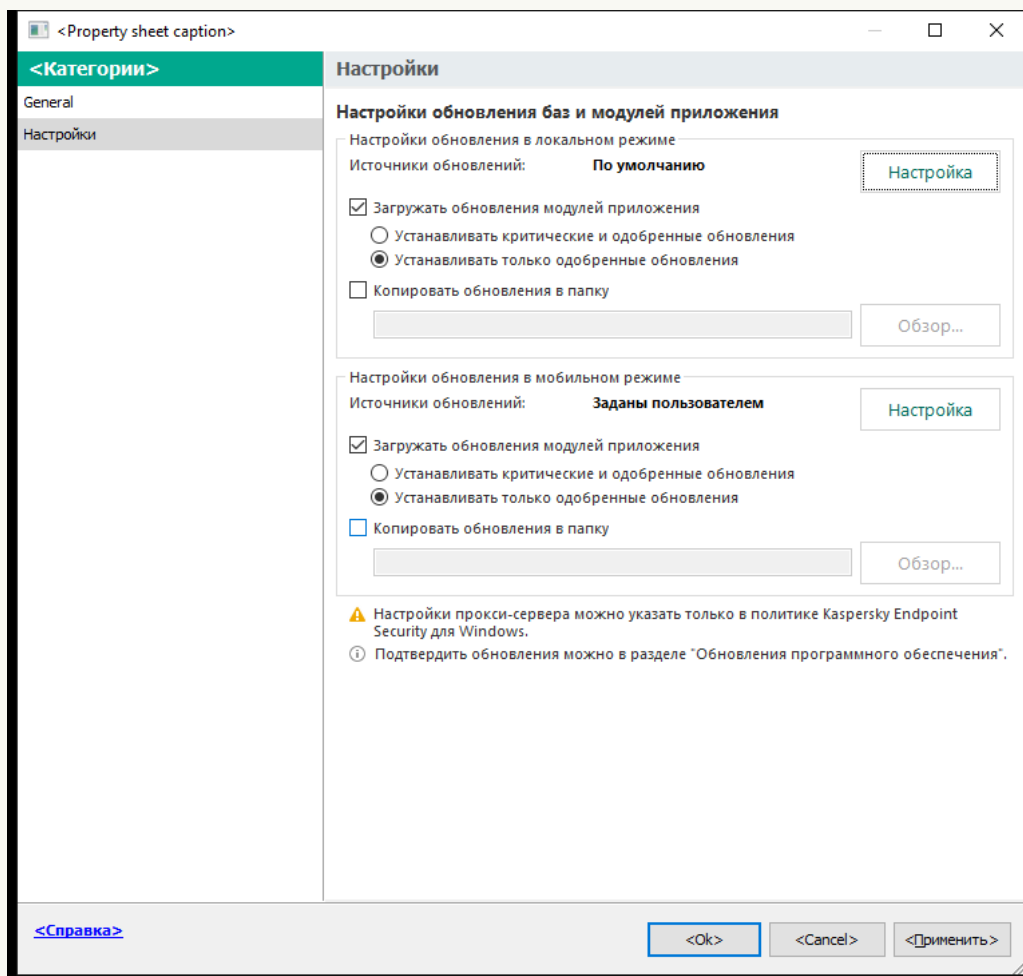 <Property sheet caption>
<Категории>
General
Настройки
Настройки
Настройки обновления баз и модулей приложения
Настройки обновления в локальном режиме
Источники обновлений: По умолчанию
Настройка
Загружать обновления модулей приложения
Устанавливать критические и одобренные обновления
Устанавливать только одобренные обновления
Копировать обновления в папку
Обзор...
Настройки обновления в мобильном режиме
Источники обновлений: Заданы пользователем
Настройка
Загружать обновления модулей приложения
Устанавливать критические и одобренные обновления
Устанавливать только одобренные обновления
Копировать обновления в папку
Обзор...
Настройки прокси-сервера можно указать только в политике Kaspersky Endpoint
Security для Windows.
Подтвердить обновления можно в разделе "Обновления программного обеспечения".
<Справка>
<Ok> <Cancel> <Применить>